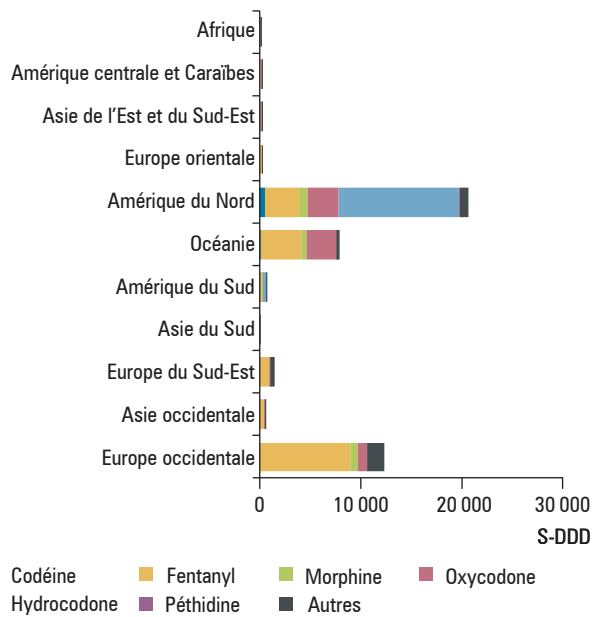 Afrique
Amérique centrale et Caraïbes
Asie de l'Est et du Sud-Est
Europe orientale
Amérique du Nord
Océanie
Amérique du Sud
Asie du Sud
Europe du Sud-Est
Asie occidentale
Europe occidentale
0 10 000 20 000 30 000
S-DDD
Codéine Fentanyl Morphine Oxycodone
Hydrocodone Péthidine Autres